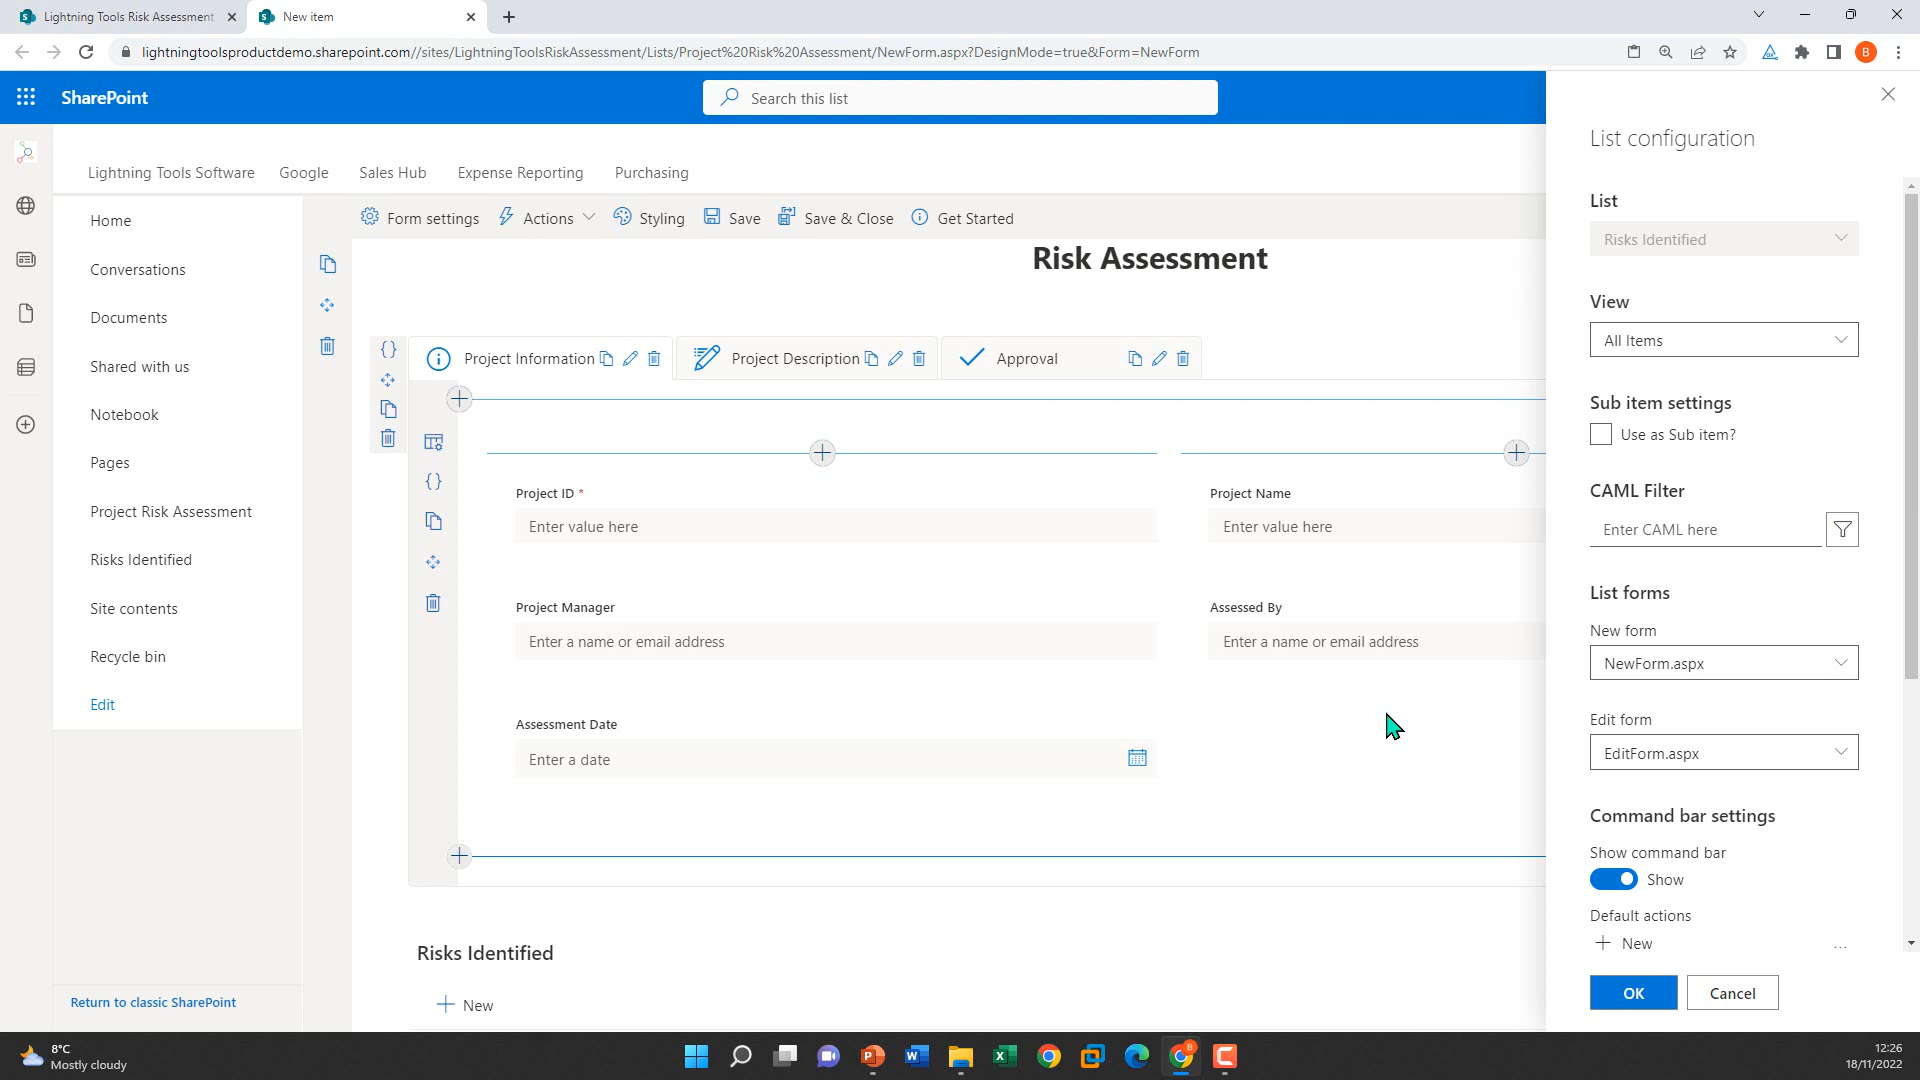 Lightning Tools Risk Assessment
New item
lightningtoolsproductdemo.sharepoint.com//sites/LightningToolsRiskAssessment/Lists/Project%20Risk%20Assessment/NewForm.aspx?DesignMode=true&Form=NewForm
B
SharePoint
Search this list
Lightning Tools Software
Google
Sales Hub
Expense Reporting
Purchasing
Home
Conversations
Documents
Shared with us
Notebook
Pages
Project Risk Assessment
Risks Identified
Site contents
Recycle bin
Edit
Return to classic SharePoint
Form settings
Actions
Styling
Save
Save & Close
Get Started
Risk Assessment
Project Information
Project Description
Approval
Project ID *
Enter value here
Project Name
Enter value here
Project Manager
Enter a name or email address
Assessed By
Enter a name or email address
Assessment Date
Enter a date
Risks Identified
New
List configuration
List
Risks Identified
View
All Items
Sub item settings
Use as Sub item?
CAML Filter
Enter CAML here
List forms
New form
NewForm.aspx
Edit form
EditForm.aspx
Command bar settings
Show command bar
Show
Default actions
New
...
OK
Cancel
8°C
Mostly cloudy
12:26
18/11/2022